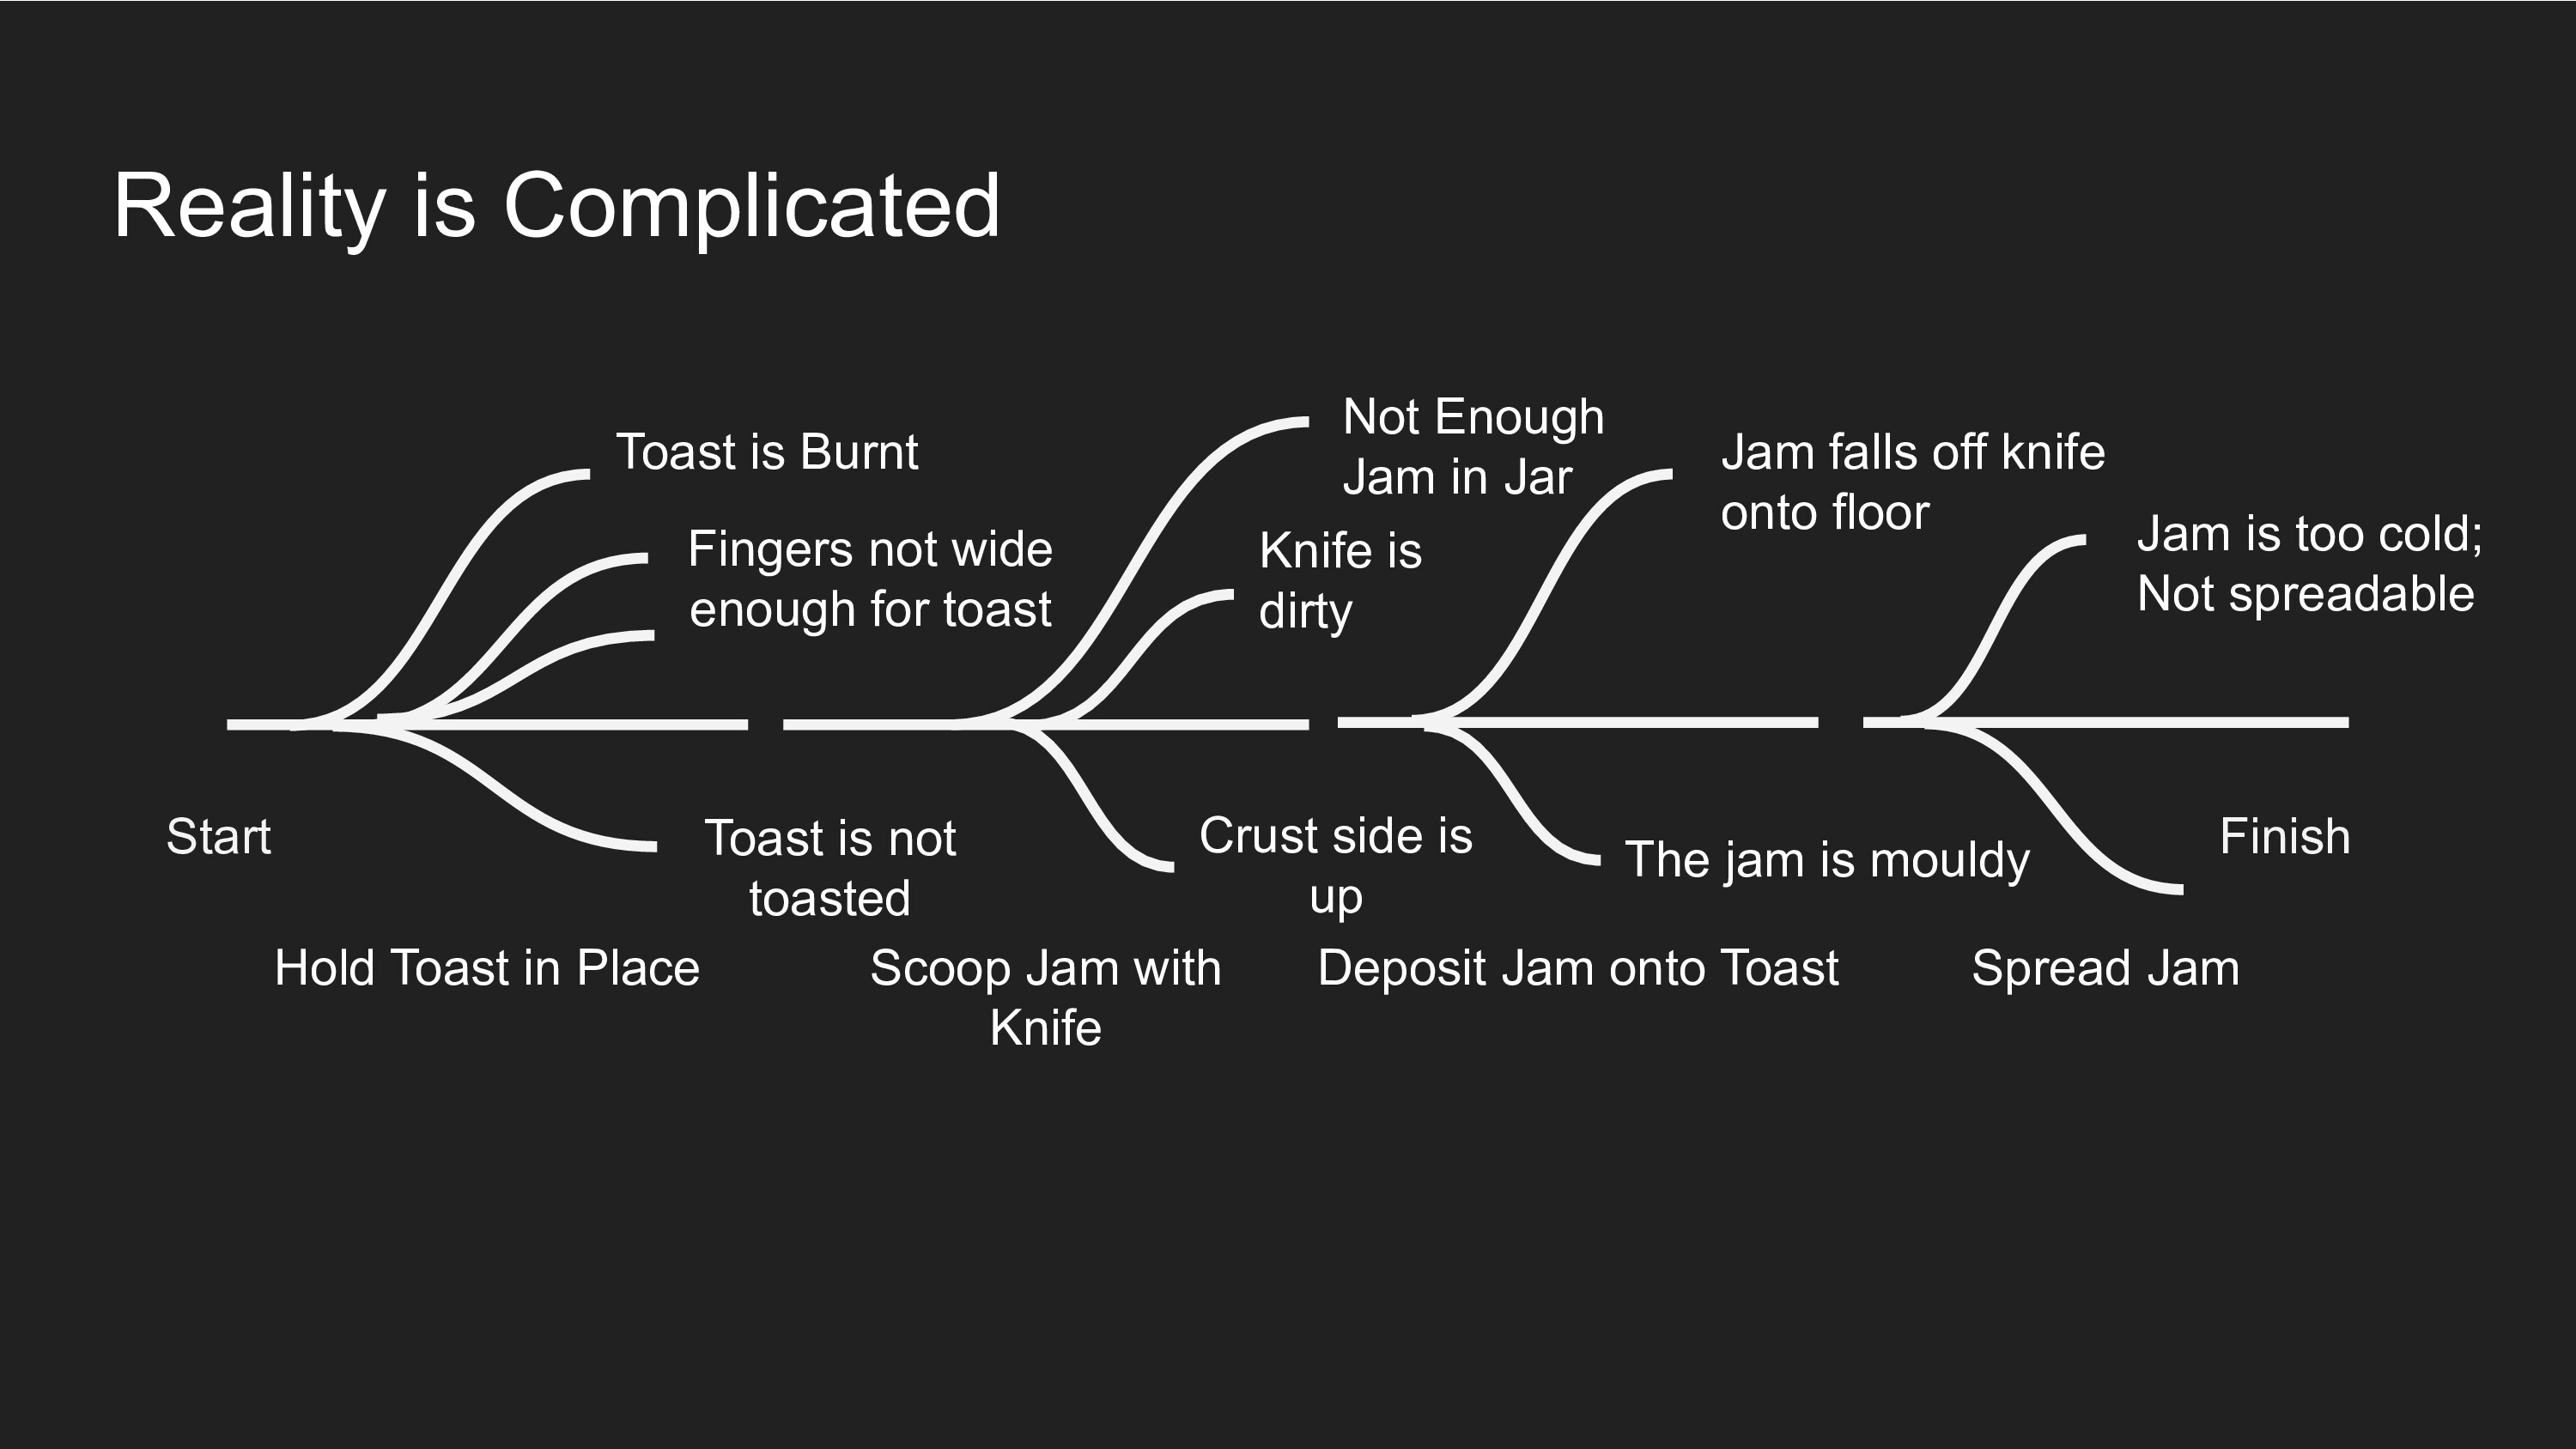 Reality is Complicated
Toast is Burnt
Fingers not wide
enough for toast
Not Enough
Jam in Jar
Knife is
dirty
Jam falls off knife
onto floor
Jam is too cold;
Not spreadable
Start
Toast is not
toasted
Crust side is
up
The jam is mouldy
Finish
Hold Toast in Place
Scoop Jam with
Knife
Deposit Jam onto Toast
Spread Jam